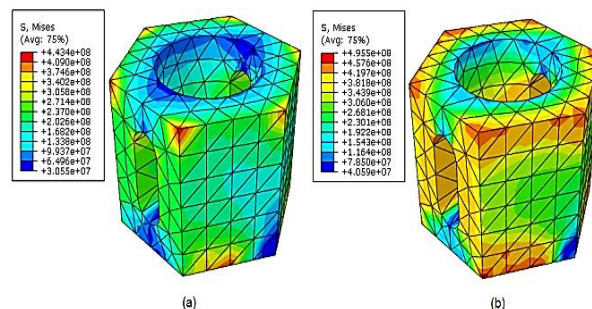 S, Mises
(Avg: 75%)
+4.434e+08
+4.090e+08
+3.746e+08
+3.402e+08
+3.058e+08
+2.714e+08
+2.370e+08
+2.026e+08
+1.682e+08
+1.338e+08
+9.937e+07
+6.496e+07
+3.055e+07
S, Mises
(Avg: 75%)
+4.955e+08
+4.576e+08
+4.197e+08
+3.818e+08
+3.439e+08
+3.060e+08
+2.681e+08
+2.301e+08
+1.922e+08
+1.543e+08
+1.164e+08
+7.850e+07
+4.059e+07
(a)
(b)